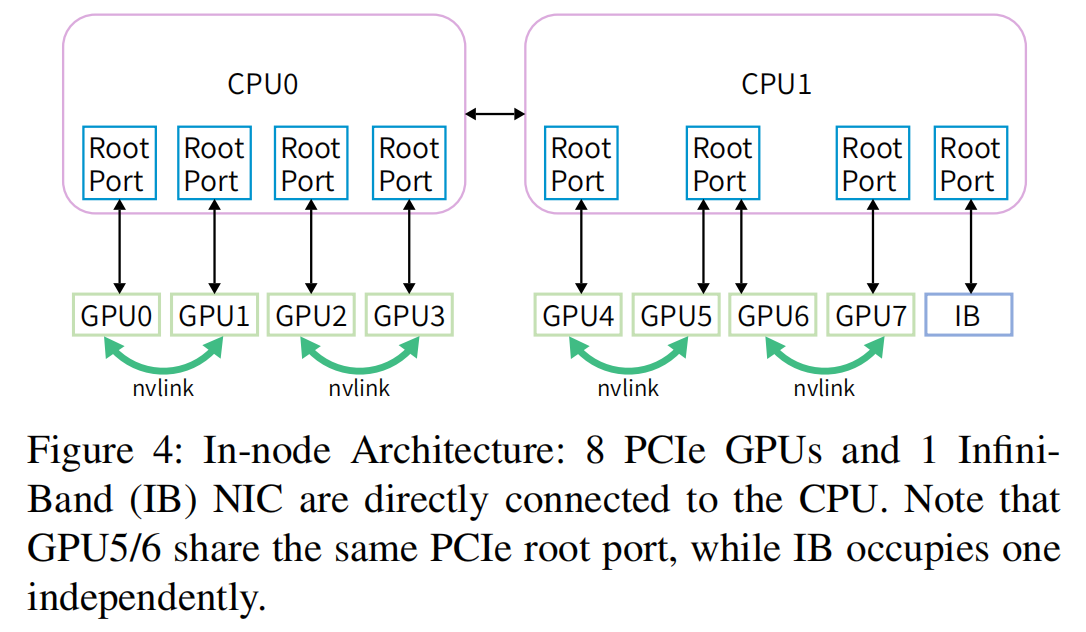 CPU0
CPU1
Root Port
Root Port
Root Port
Root Port
Root Port
Root Port
Root Port
Root Port
GPU0
GPU1
GPU2
GPU3
GPU4
GPU5
GPU6
GPU7
IB
nvlink
nvlink
nvlink
nvlink
Figure 4: In-node Architecture: 8 PCIe GPUs and 1 Infini-
Band (IB) NIC are directly connected to the CPU. Note that
GPU5/6 share the same PCIe root port, while IB occupies one
independently.